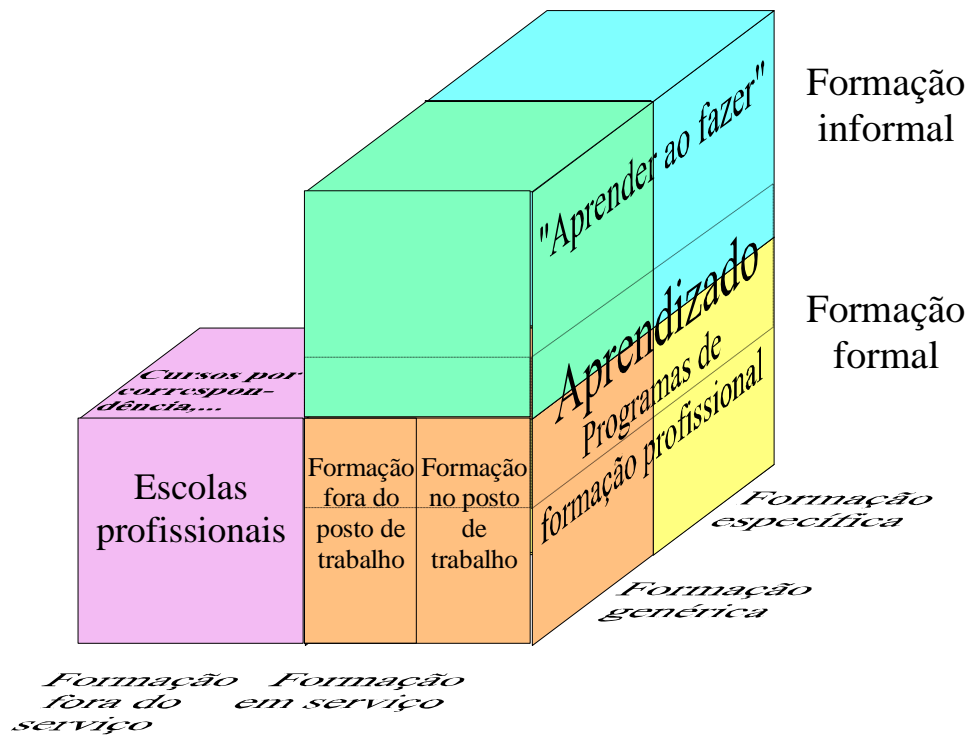 Formação
informal
"Aprender ao fazer"
Aprendizado
Formação
formal
Programas de
formação profissional
Cursos por
correspon-
dência,...
Escolas
profissionais
Formação
fora do
posto de
trabalho
Formação
no posto
de
trabalho
Formação
específica
Formação
genérica
Formação
fora do
serviço
Formação
em serviço